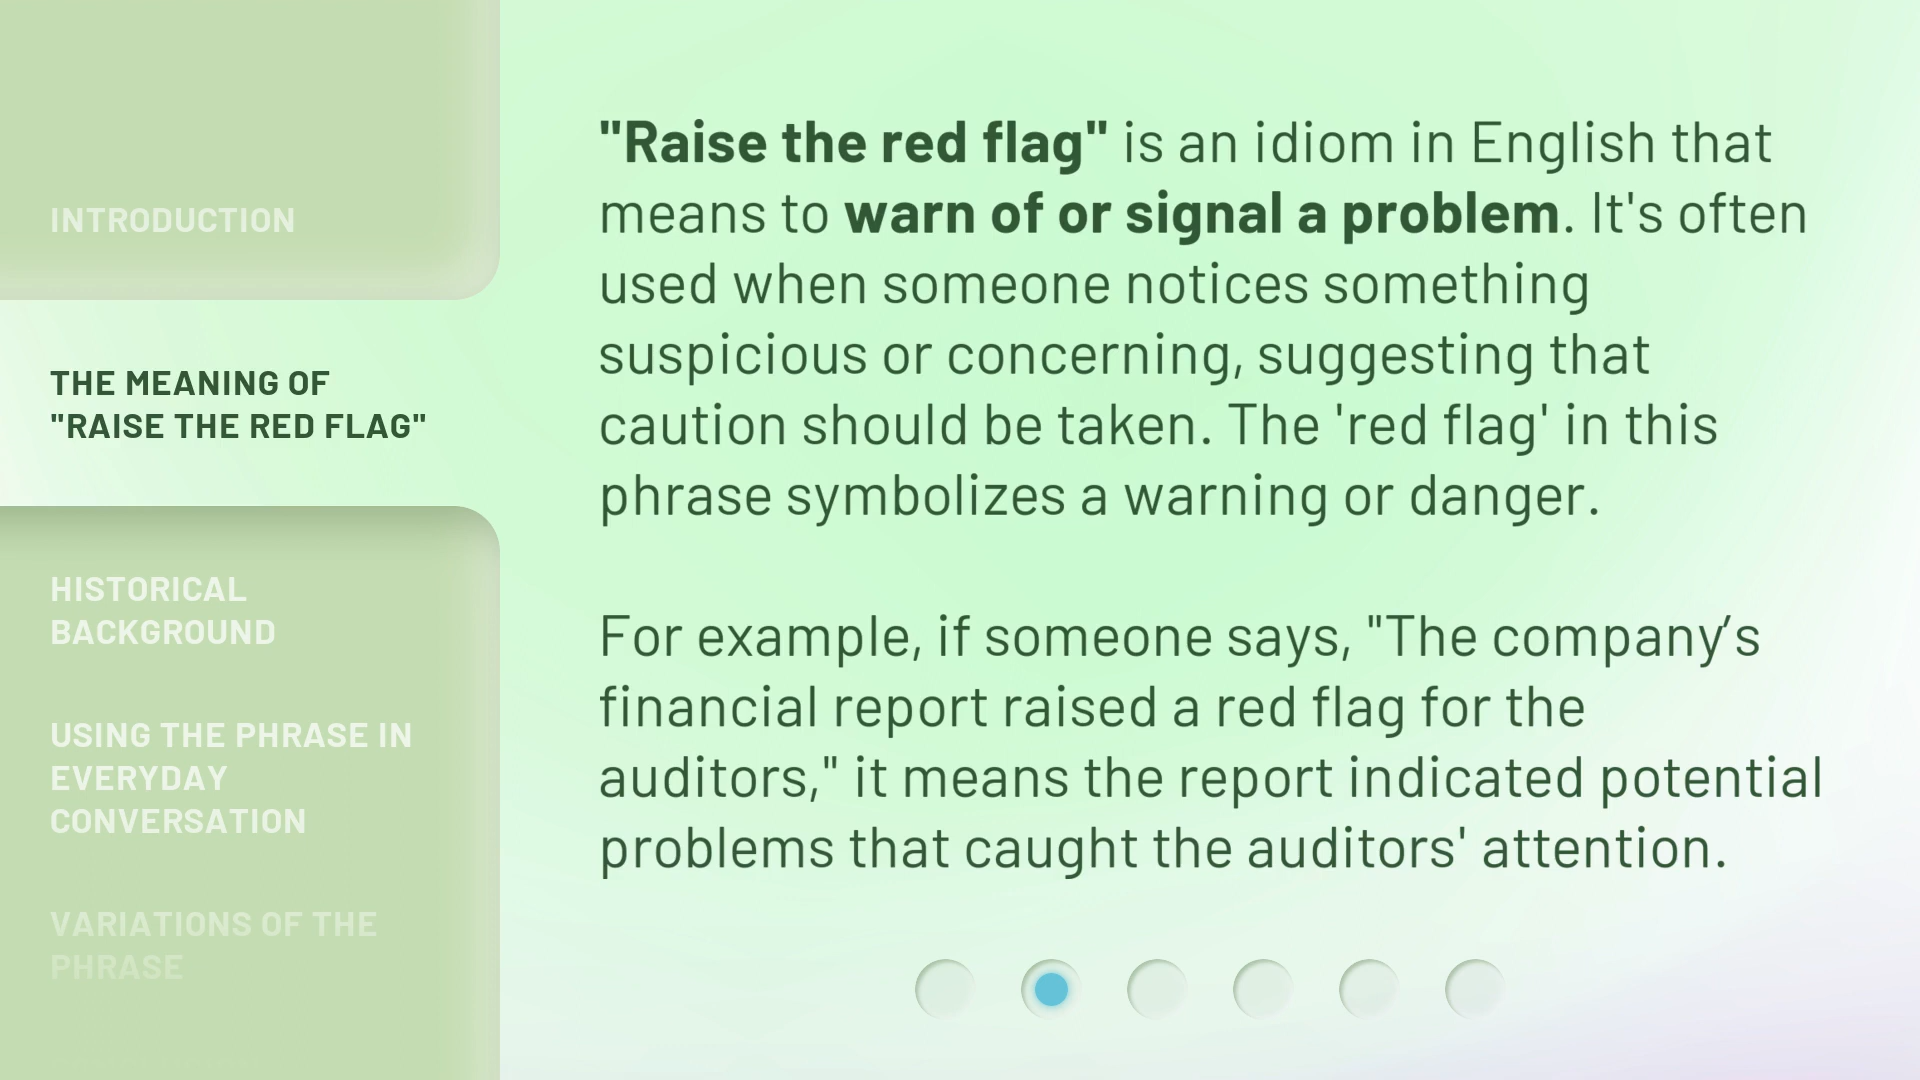 INTRODUCTION
THE MEANING OF
"RAISE THE RED FLAG"
HISTORICAL
BACKGROUND
USING THE PHRASE IN
EVERYDAY
CONVERSATION
VARIATIONS OF THE
PHRASE
"Raise the red flag" is an idiom in English that
means to warn of or signal a problem. It's often
used when someone notices something
suspicious or concerning, suggesting that
caution should be taken. The 'red flag' in this
phrase symbolizes a warning or danger.
For example, if someone says, "The company’s
financial report raised a red flag for the
auditors," it means the report indicated potential
problems that caught the auditors' attention.